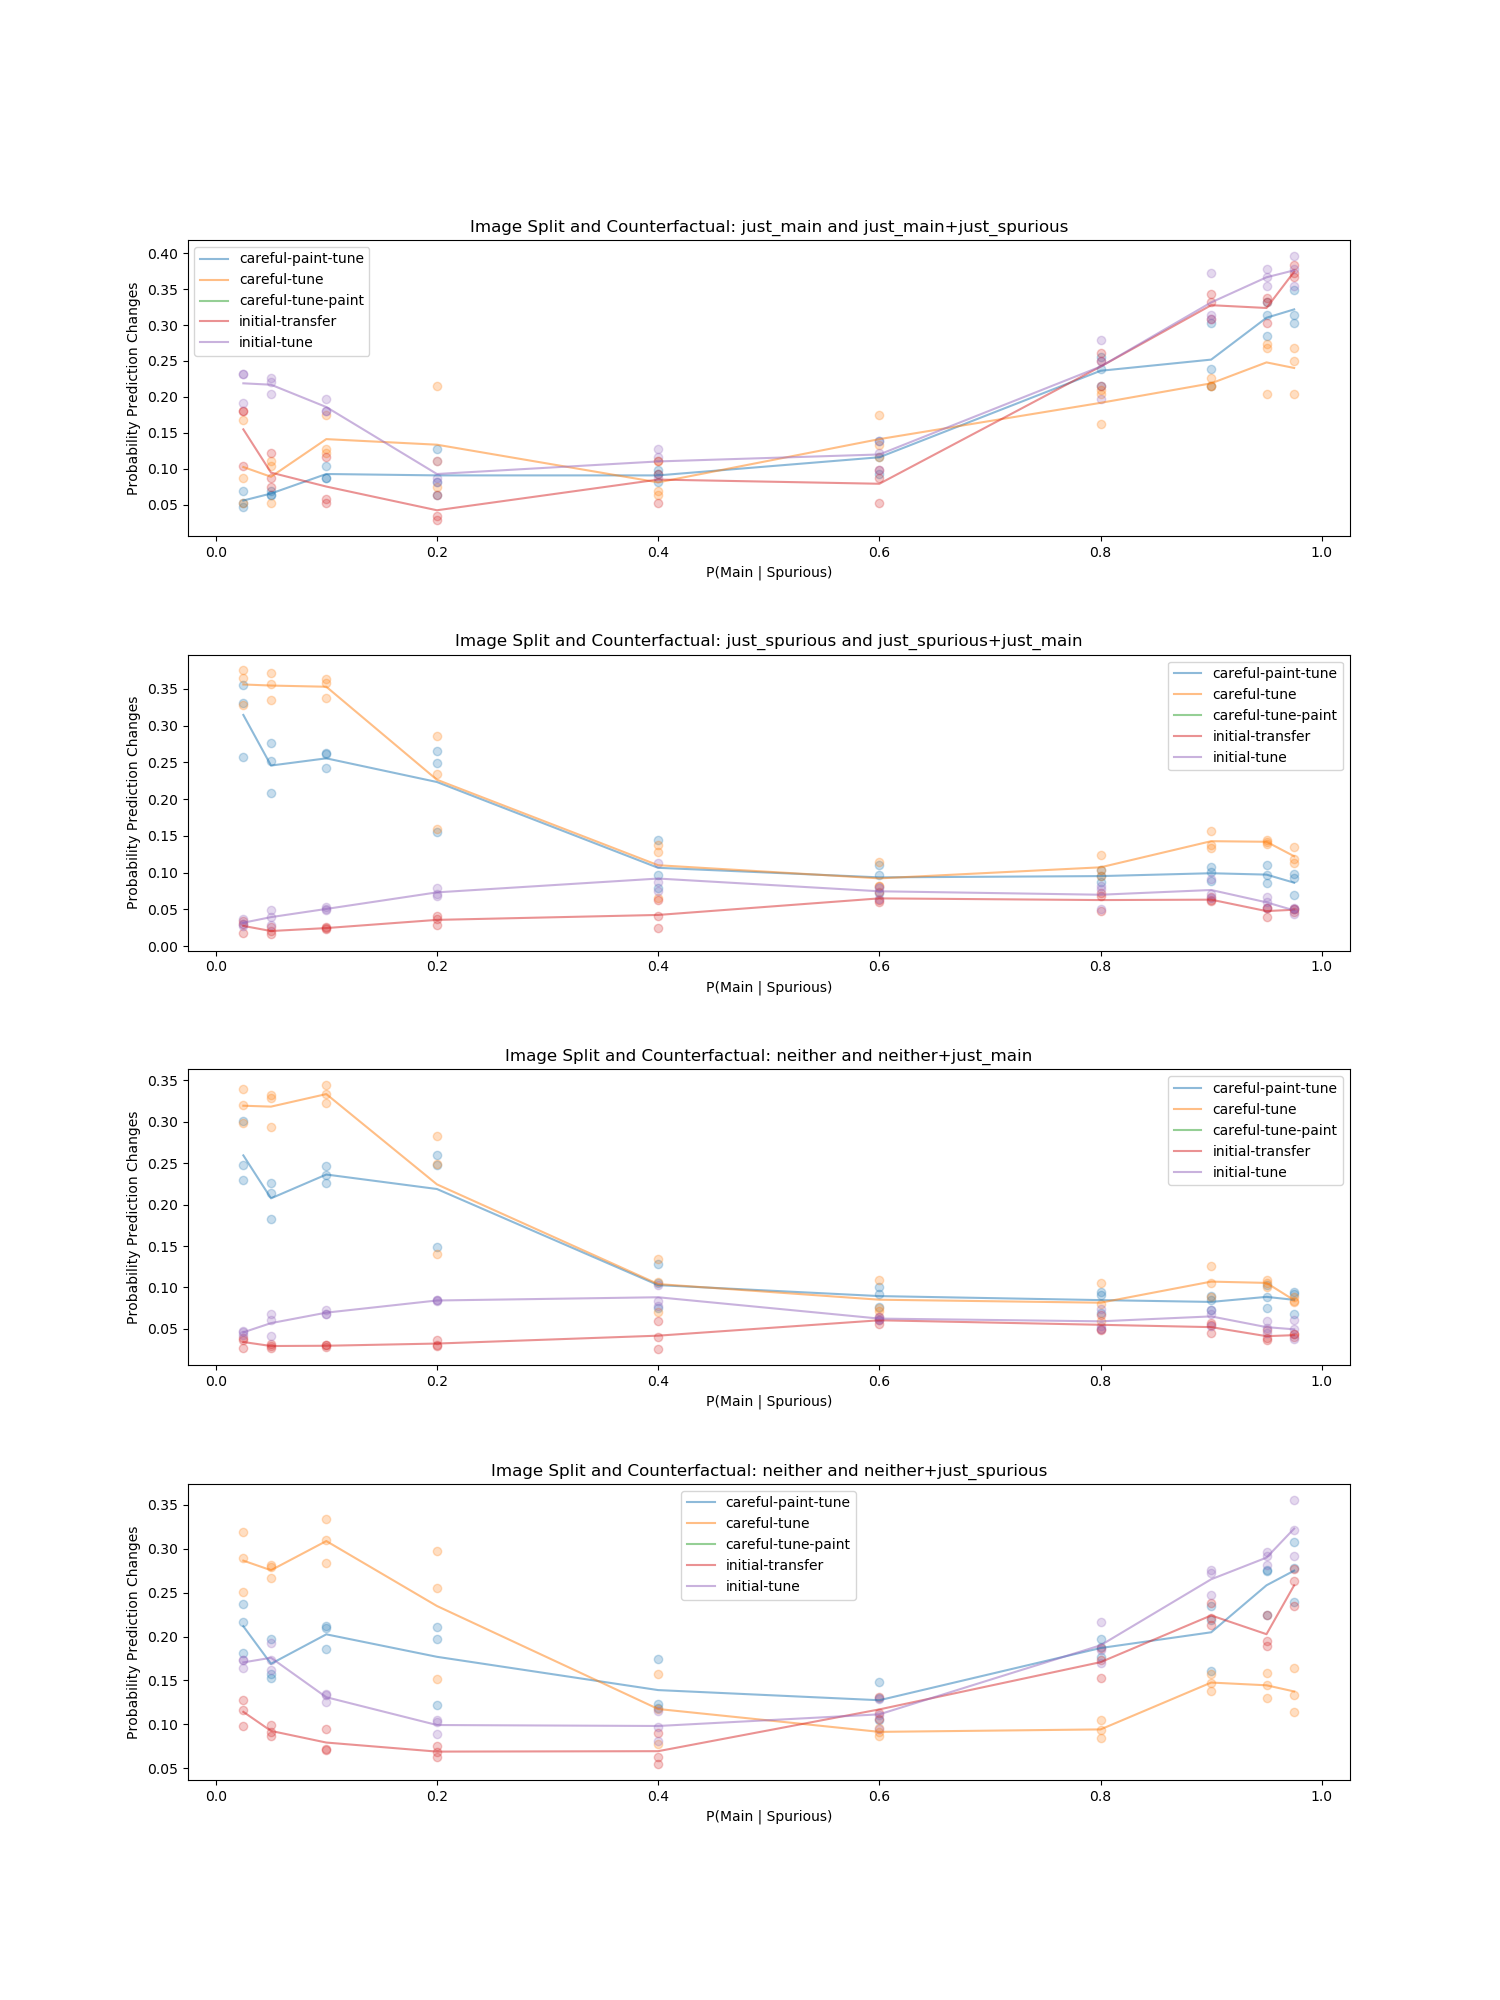 Image Split and Counterfactual: just_main and just_main+just_spurious
0.40
0.35
0.30
0.25
0.20
0.15
0.10
0.05
Probability Prediction Changes
careful-paint-tune
careful-tune
careful-tune-paint
initial-transfer
initial-tune
0.0 0.2 0.4 0.6 0.8 1.0
P(Main | Spurious)
Image Split and Counterfactual: just_spurious and just_spurious+just_main
0.35
0.30
0.25
0.20
0.15
0.10
0.05
0.00
Probability Prediction Changes
careful-paint-tune
careful-tune
careful-tune-paint
initial-transfer
initial-tune
0.0 0.2 0.4 0.6 0.8 1.0
P(Main | Spurious)
Image Split and Counterfactual: neither and neither+just_main
0.35
0.30
0.25
0.20
0.15
0.10
0.05
Probability Prediction Changes
careful-paint-tune
careful-tune
careful-tune-paint
initial-transfer
initial-tune
0.0 0.2 0.4 0.6 0.8 1.0
P(Main | Spurious)
Image Split and Counterfactual: neither and neither+just_spurious
0.35
0.30
0.25
0.20
0.15
0.10
0.05
Probability Prediction Changes
careful-paint-tune
careful-tune
careful-tune-paint
initial-transfer
initial-tune
0.0 0.2 0.4 0.6 0.8 1.0
P(Main | Spurious)